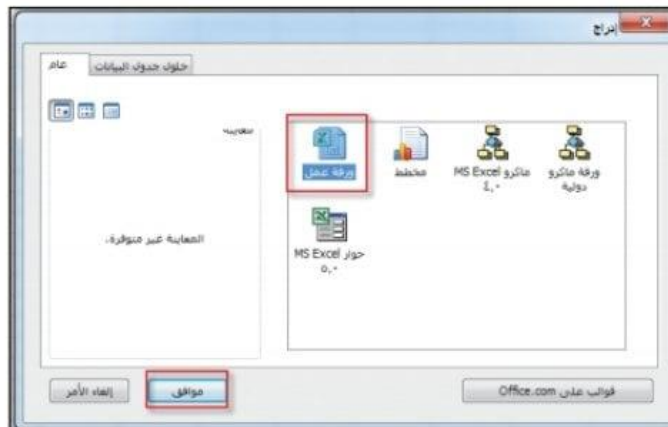 إدراج
عام
حلول جدول البيانات
معاينة
ورقة عمل
مخطط
ماكرو MS Excel
٤,٠
ورقة ماكرو
دولية
المعاينة غير متوفرة.
حوار MS Excel
٥,٠
إلغاء الأمر
موافق
قوالب على Office.com